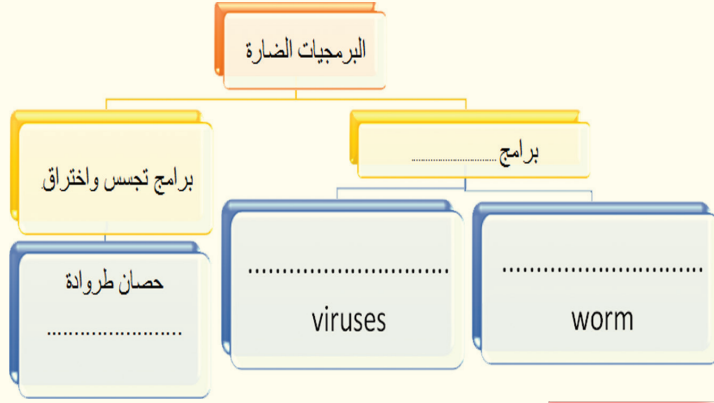 البرمجيات الضارة
برامج ..............................
برامج تجسس واختراق
..............................
worm
..............................
viruses
حصان طروادة
........................